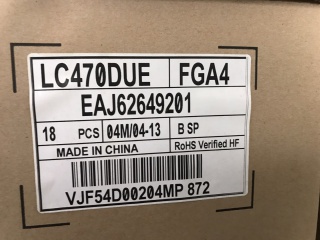 LC470DUE FGA4
EAJ62649201
18 PCS 04M/04-13 B SP
MADE IN CHINA RoHS Verified HF
VJF54D00204MP 872